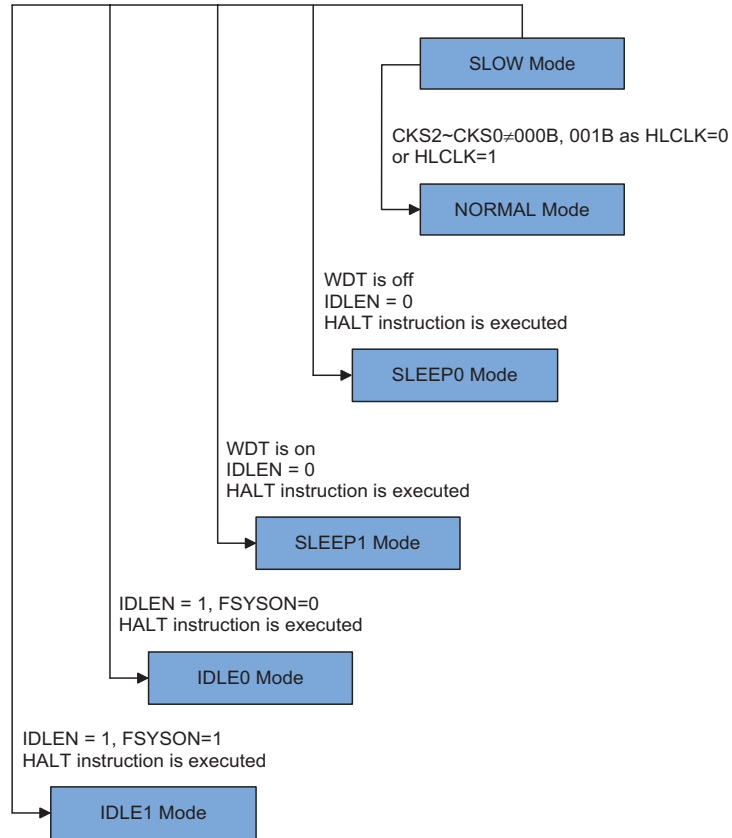 SLOW Mode
CKS2~CKS0≠000B, 001B as HLCLK=0
or HLCLK=1
NORMAL Mode
WDT is off
IDLEN = 0
HALT instruction is executed
SLEEP0 Mode
WDT is on
IDLEN = 0
HALT instruction is executed
SLEEP1 Mode
IDLEN = 1, FSYSON=0
HALT instruction is executed
IDLE0 Mode
IDLEN = 1, FSYSON=1
HALT instruction is executed
IDLE1 Mode